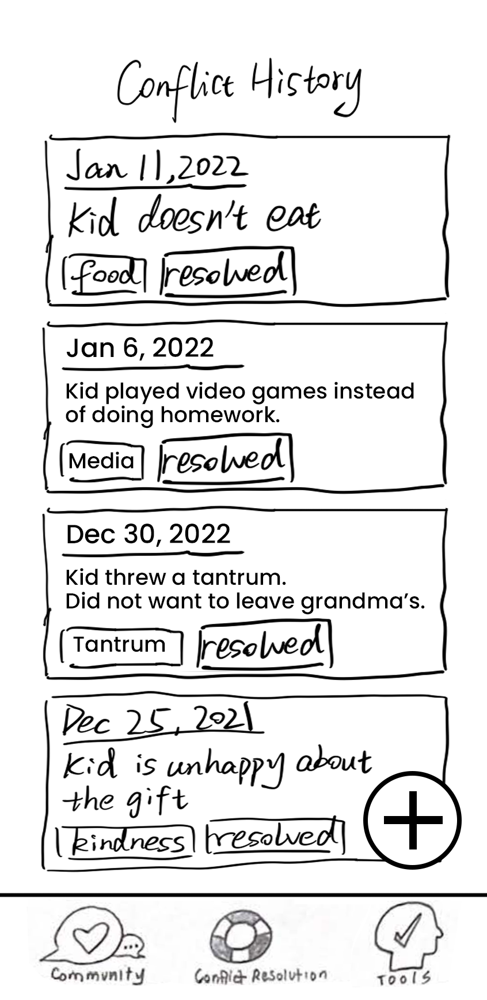 Conflict History
Jan 11, 2022
Kid doesn't eat
food resolved
Jan 6, 2022
Kid played video games instead
of doing homework.
Media resolved
Dec 30, 2022
Kid threw a tantrum.
Did not want to leave grandma's.
Tantrum resolved
Dec 25, 2021
Kid is unhappy about
the gift
kindness resolved
Community Conflict Resolution Tools